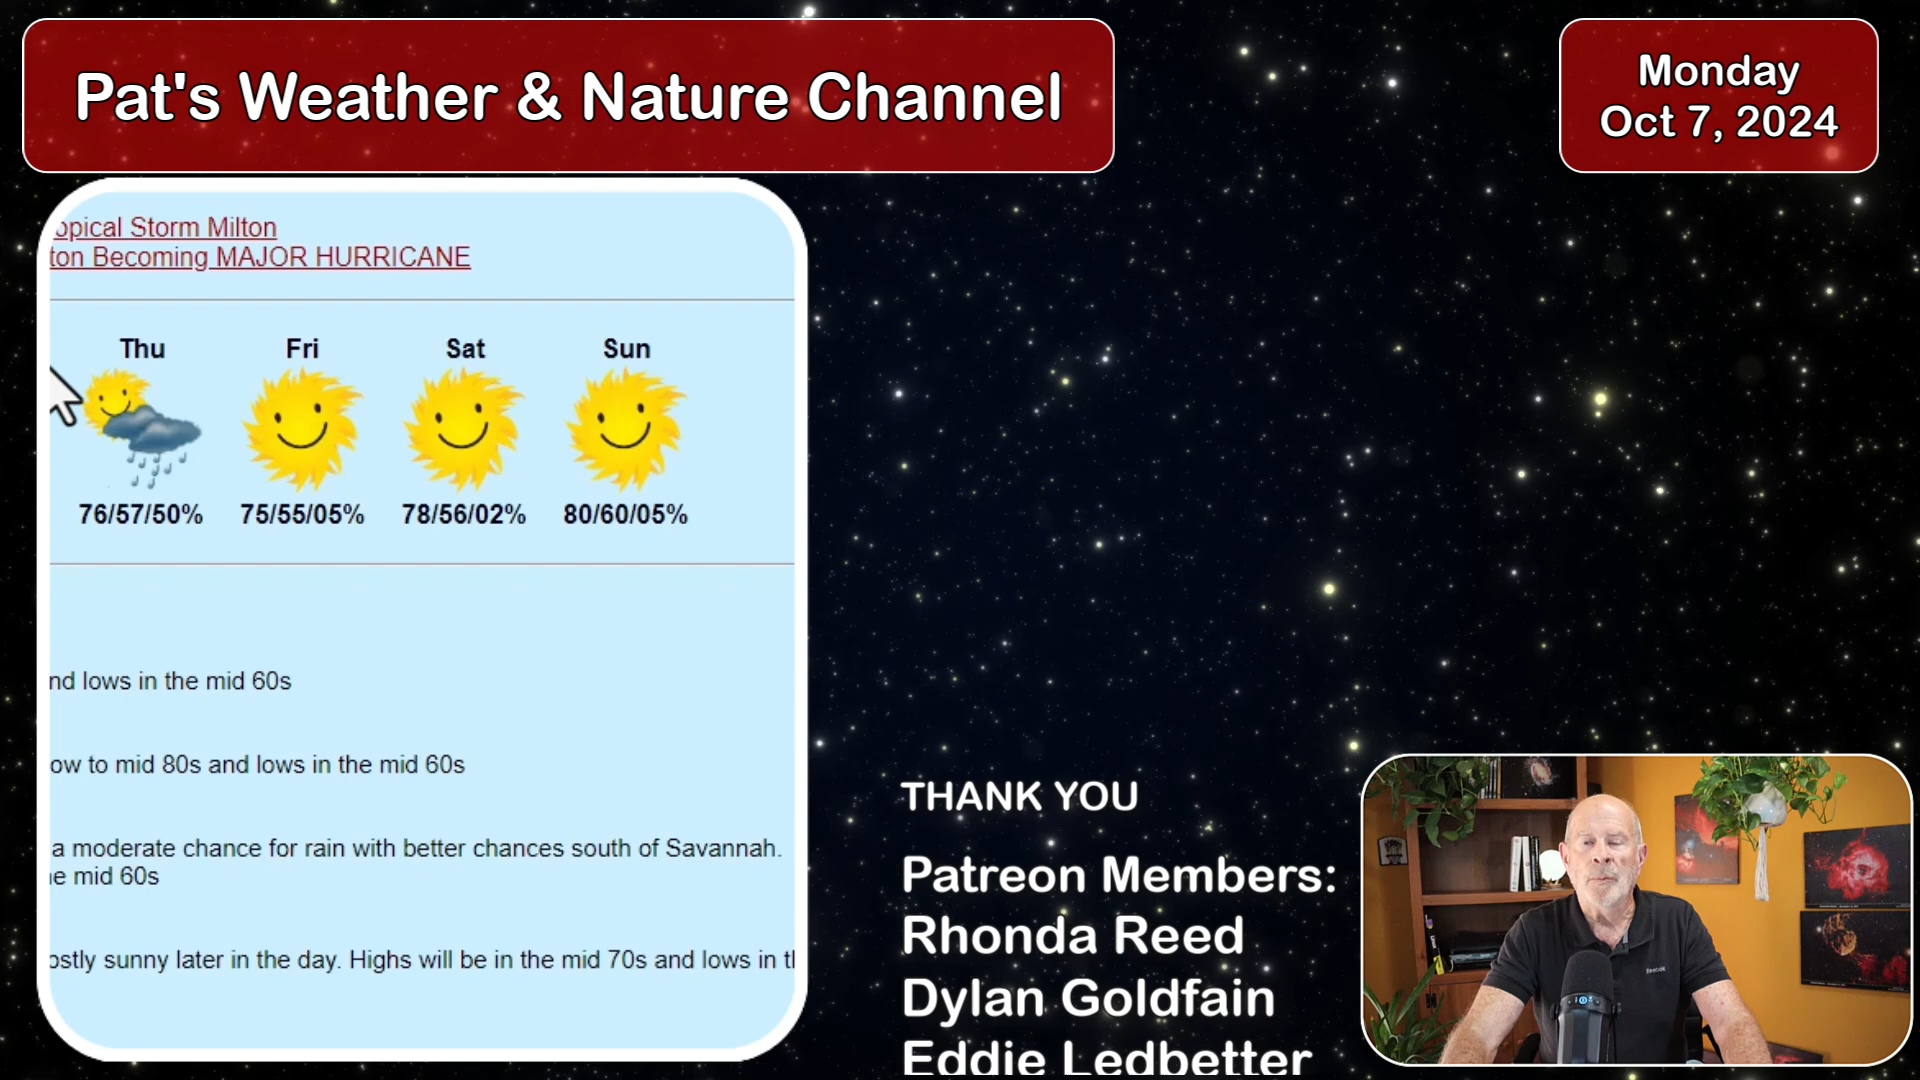 Pat's Weather & Nature Channel
Monday
Oct 7, 2024
opical Storm Milton
ton Becoming MAJOR HURRICANE
Thu Fri Sat Sun
76/57/50% 75/55/05% 78/56/02% 80/60/05%
nd lows in the mid 60s
ow to mid 80s and lows in the mid 60s
a moderate chance for rain with better chances south of Savannah.
e mid 60s
ostly sunny later in the day. Highs will be in the mid 70s and lows in t
THANK YOU
Patreon Members:
Rhonda Reed
Dylan Goldfain
Eddie Ledbetter
Reebok